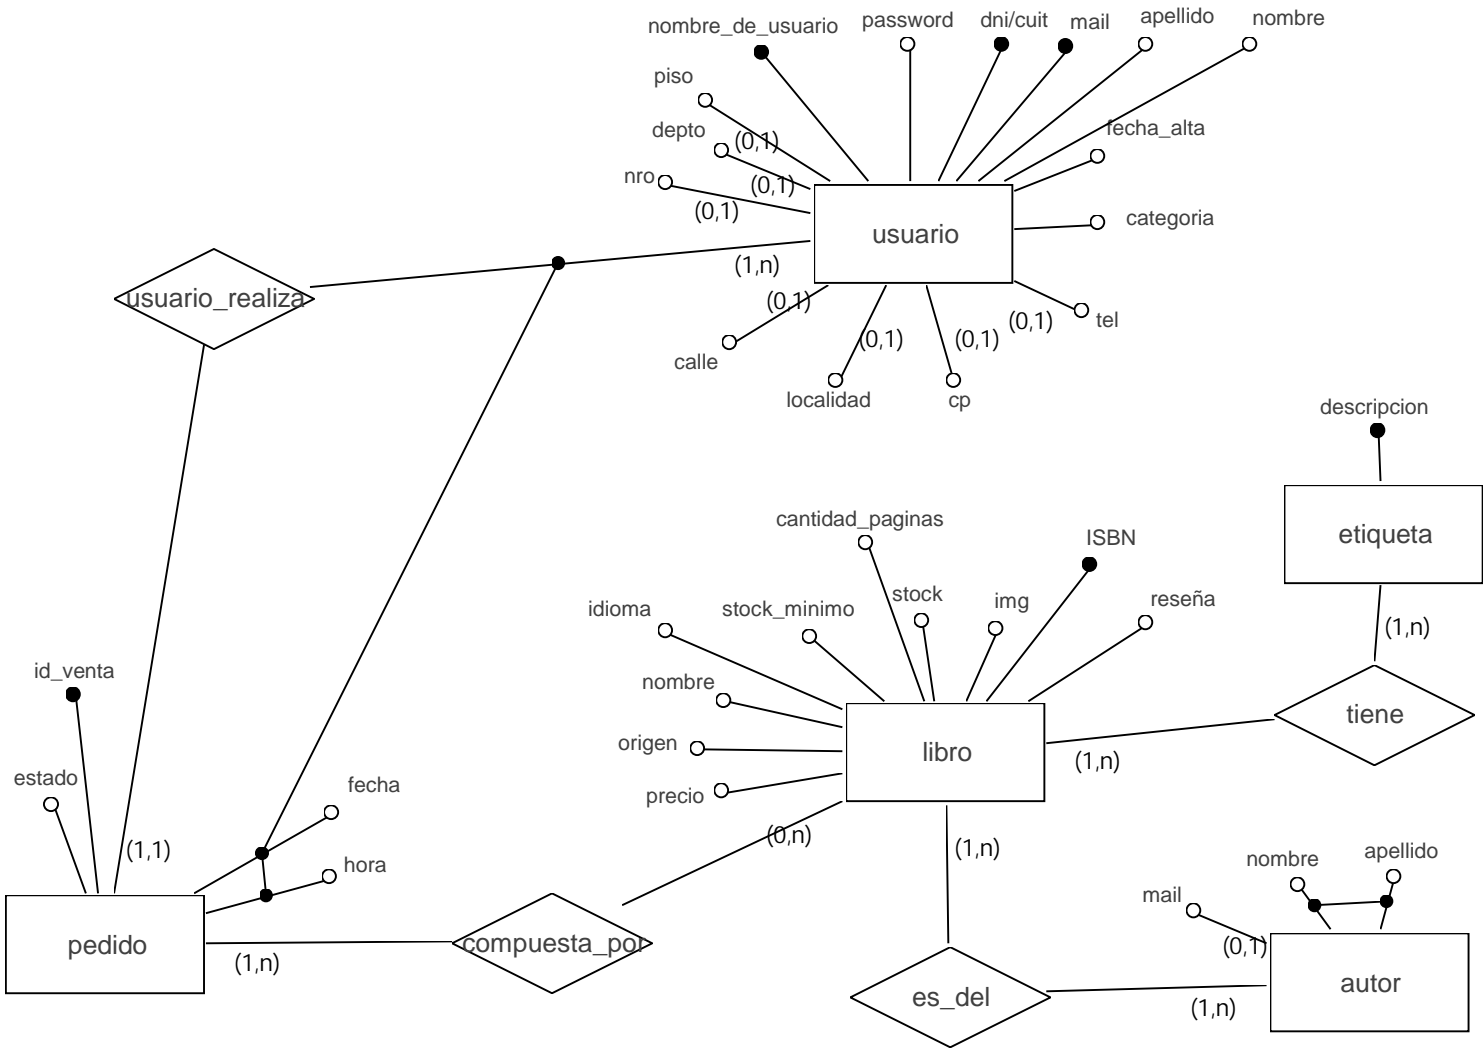 nombre_de_usuario
password
dni/cuit
mail
apellido
nombre
piso
depto
(0,1)
fecha_alta
nro
(0,1)
(0,1)
usuario
categoria
(1,n)
usuario_realiza
(0,1)
(0,1)
tel
(0,1)
(0,1)
calle
localidad
cp
descripcion
cantidad_paginas
ISBN
etiqueta
idioma
stock_minimo
stock
img
reseña
(1,n)
id_venta
nombre
tiene
origen
libro
(1,n)
estado
fecha
precio
(1,1)
(0,n)
(1,n)
hora
nombre
apellido
mail
pedido
(1,n)
compuesta_por
(0,1)
es_del
(1,n)
autor